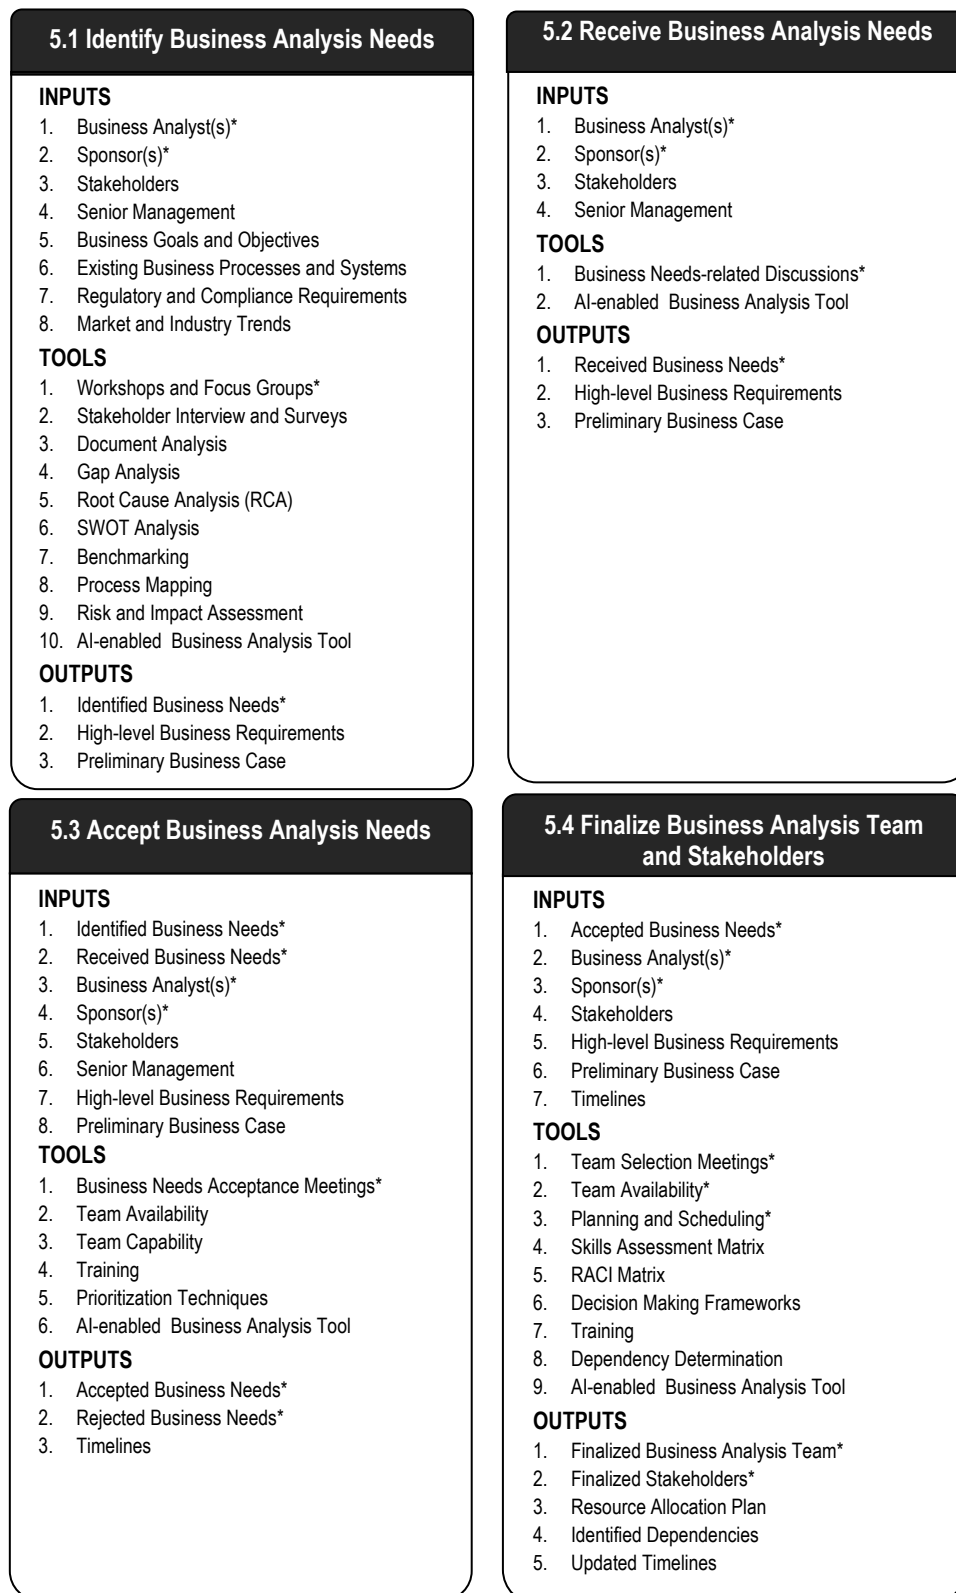 5.1 Identify Business Analysis Needs
INPUTS
1. Business Analyst(s)*
2. Sponsor(s)*
3. Stakeholders
4. Senior Management
5. Business Goals and Objectives
6. Existing Business Processes and Systems
7. Regulatory and Compliance Requirements
8. Market and Industry Trends
TOOLS
1. Workshops and Focus Groups*
2. Stakeholder Interview and Surveys
3. Document Analysis
4. Gap Analysis
5. Root Cause Analysis (RCA)
6. SWOT Analysis
7. Benchmarking
8. Process Mapping
9. Risk and Impact Assessment
10. AI-enabled Business Analysis Tool
OUTPUTS
1. Identified Business Needs*
2. High-level Business Requirements
3. Preliminary Business Case
5.2 Receive Business Analysis Needs
INPUTS
1. Business Analyst(s)*
2. Sponsor(s)*
3. Stakeholders
4. Senior Management
TOOLS
1. Business Needs-related Discussions*
2. AI-enabled Business Analysis Tool
OUTPUTS
1. Received Business Needs*
2. High-level Business Requirements
3. Preliminary Business Case
5.3 Accept Business Analysis Needs
INPUTS
1. Identified Business Needs*
2. Received Business Needs*
3. Business Analyst(s)*
4. Sponsor(s)*
5. Stakeholders
6. Senior Management
7. High-level Business Requirements
8. Preliminary Business Case
TOOLS
1. Business Needs Acceptance Meetings*
2. Team Availability
3. Team Capability
4. Training
5. Prioritization Techniques
6. AI-enabled Business Analysis Tool
OUTPUTS
1. Accepted Business Needs*
2. Rejected Business Needs*
3. Timelines
5.4 Finalize Business Analysis Team
and Stakeholders
INPUTS
1. Accepted Business Needs*
2. Business Analyst(s)*
3. Sponsor(s)*
4. Stakeholders
5. High-level Business Requirements
6. Preliminary Business Case
7. Timelines
TOOLS
1. Team Selection Meetings*
2. Team Availability*
3. Planning and Scheduling*
4. Skills Assessment Matrix
5. RACI Matrix
6. Decision Making Frameworks
7. Training
8. Dependency Determination
9. AI-enabled Business Analysis Tool
OUTPUTS
1. Finalized Business Analysis Team*
2. Finalized Stakeholders*
3. Resource Allocation Plan
4. Identified Dependencies
5. Updated Timelines